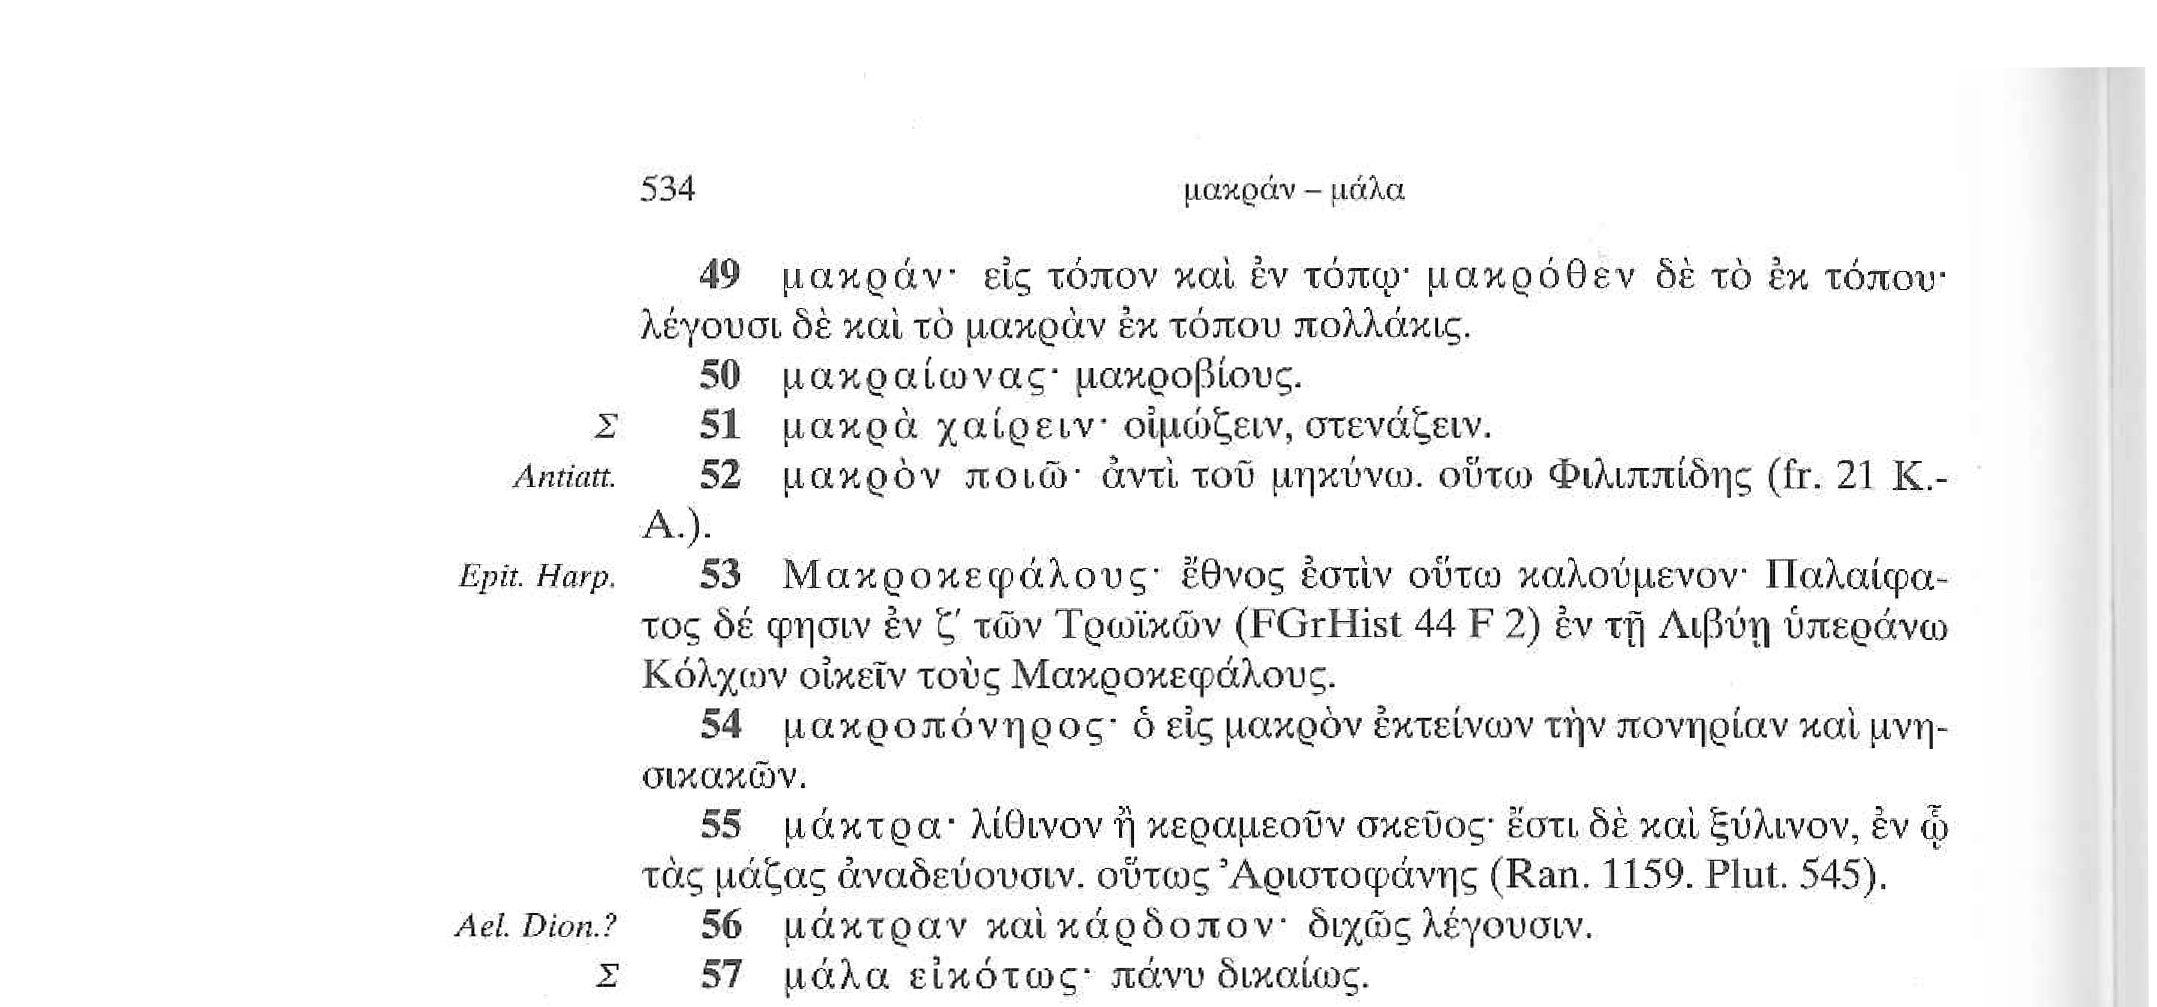 534 μακράν – μάλα
49 μακράν· εἰς τόπον καὶ ἐν τόπῳ· μακρόθεν δὲ τὸ ἐκ τόπου·
λέγουσι δὲ καὶ τὸ μακρὰν ἐκ τόπου πολλάκις.
50 μακραίωνας· μακροβίους.
Σ 51 μακρὰ χαίρειν· οἰμώζειν, στενάζειν.
Antiatt. 52 μακρὸν ποιῶ· ἀντὶ τοῦ μηκύνω. οὕτω Φιλιππίδης (fr. 21 K.-
A.).
Epit. Harp. 53 Μακροκεφάλους· ἔθνος ἐστὶν οὕτω καλούμενον· Παλαίφα-
τος δέ φησιν ἐν ζ′ τῶν Τρωϊκῶν (FGrHist 44 F 2) ἐν τῇ Λιβύῃ ὑπεράνω
Κόλχων οἰκεῖν τοὺς Μακροκεφάλους.
54 μακροπόνηρος· ὁ εἰς μακρὸν ἐκτείνων τὴν πονηρίαν καὶ μνη-
σικακῶν.
55 μάκτρα· λίθινον ἢ κεραμεοῦν σκεῦος· ἔστι δὲ καὶ ξύλινον, ἐν ᾧ
τὰς μάζας ἀναδεύουσιν. οὕτως Ἀριστοφάνης (Ran. 1159. Plut. 545).
Ael. Dion.? 56 μάκτραν καὶ κάρδοπον· διχῶς λέγουσιν.
Σ 57 μάλα εἰκότως· πάνυ δικαίως.